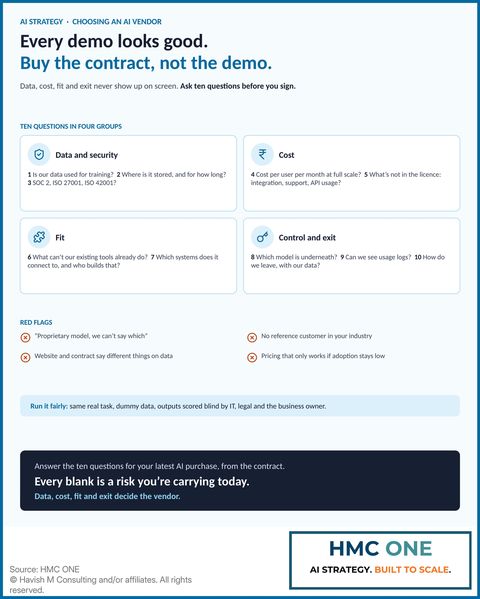 AI STRATEGY · CHOOSING AN AI VENDOR
Every demo looks good.
Buy the contract, not the demo.
Data, cost, fit and exit never show up on screen. Ask ten questions before you sign.
TEN QUESTIONS IN FOUR GROUPS
Data and security
1 Is our data used for training? 2 Where is it stored, and for how long?
3 SOC 2, ISO 27001, ISO 42001?
₹
Cost
4 Cost per user per month at full scale? 5 What's not in the licence:
integration, support, API usage?
Fit
6 What can't our existing tools already do? 7 Which systems does it
connect to, and who builds that?
Control and exit
8 Which model is underneath? 9 Can we see usage logs? 10 How do
we leave, with our data?
RED FLAGS
"Proprietary model, we can't say which"
No reference customer in your industry
Website and contract say different things on data
Pricing that only works if adoption stays low
Run it fairly: same real task, dummy data, outputs scored blind by IT, legal and the business owner.
Answer the ten questions for your latest AI purchase, from the contract.
Every blank is a risk you're carrying today.
Data, cost, fit and exit decide the vendor.
Source: HMC ONE
© Havish M Consulting and/or affiliates. All rights
reserved.
HMC ONE
AI STRATEGY. BUILT TO SCALE.